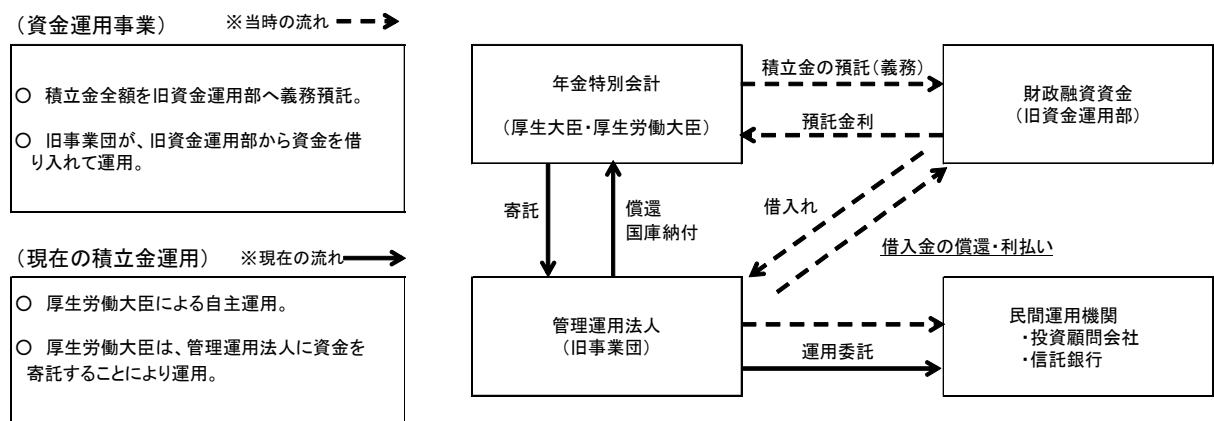 （資金運用事業） ※当時の流れ
○ 積立金全額を旧資金運用部へ義務預託。
○ 旧事業団が、旧資金運用部から資金を借
り入れて運用。
（現在の積立金運用） ※現在の流れ
○ 厚生労働大臣による自主運用。
○ 厚生労働大臣は、管理運用法人に資金を
寄託することにより運用。
年金特別会計
（厚生大臣・厚生労働大臣）
積立金の預託（義務）
預託金利
財政融資資金
（旧資金運用部）
寄託
償還
国庫納付
借入れ
借入金の償還・利払い
管理運用法人
（旧事業団）
運用委託
民間運用機関
・投資顧問会社
・信託銀行